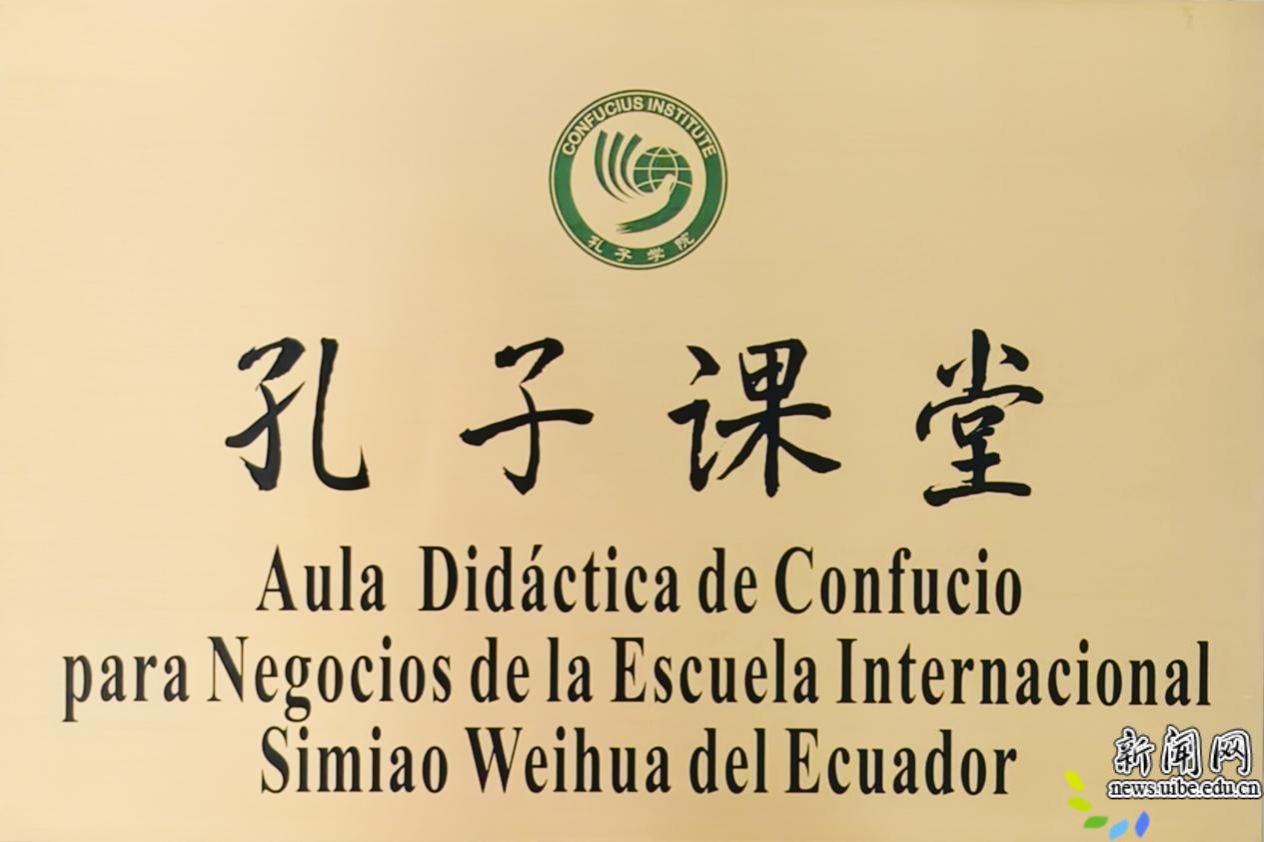 CONFUCIUS INSTITUTE
孔子学院
孔子课堂
Aula Didáctica de Confucio
para Negocios de la Escuela Internacional
Simiao Weihua del Ecuador
新闻网
news.uibe.edu.cn